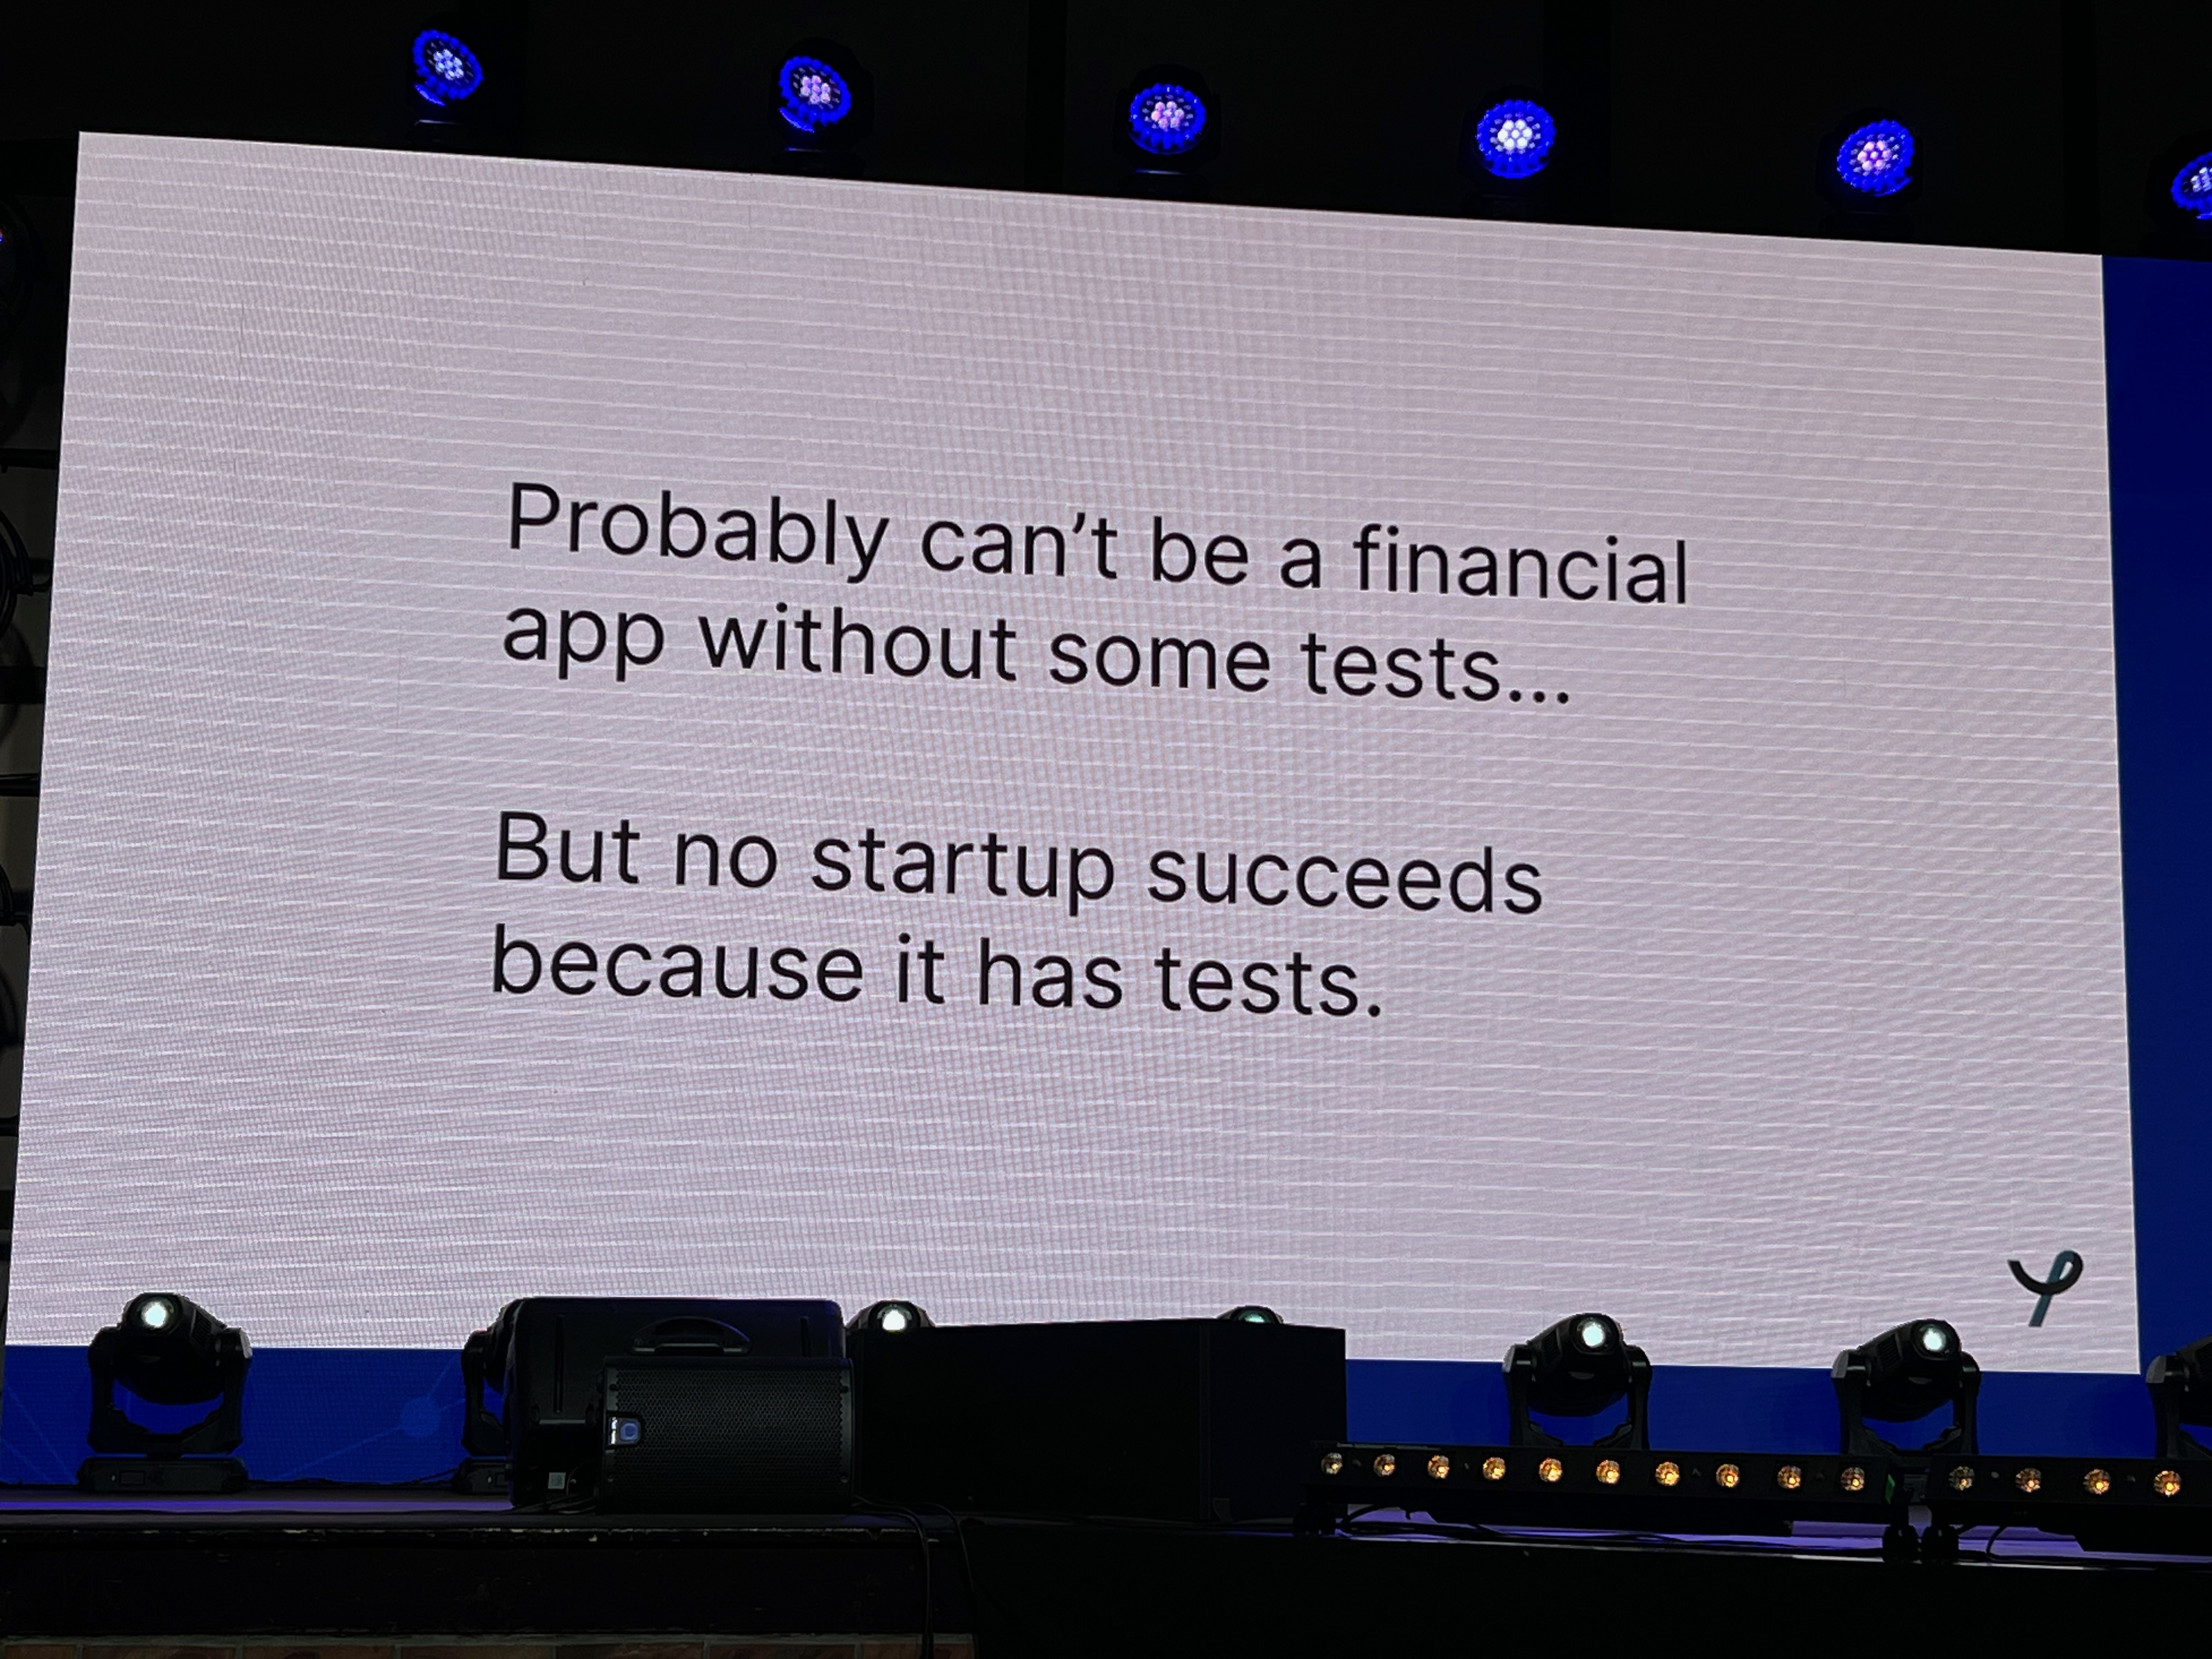 Probably can’t be a financial
app without some tests...
But no startup succeeds
because it has tests.